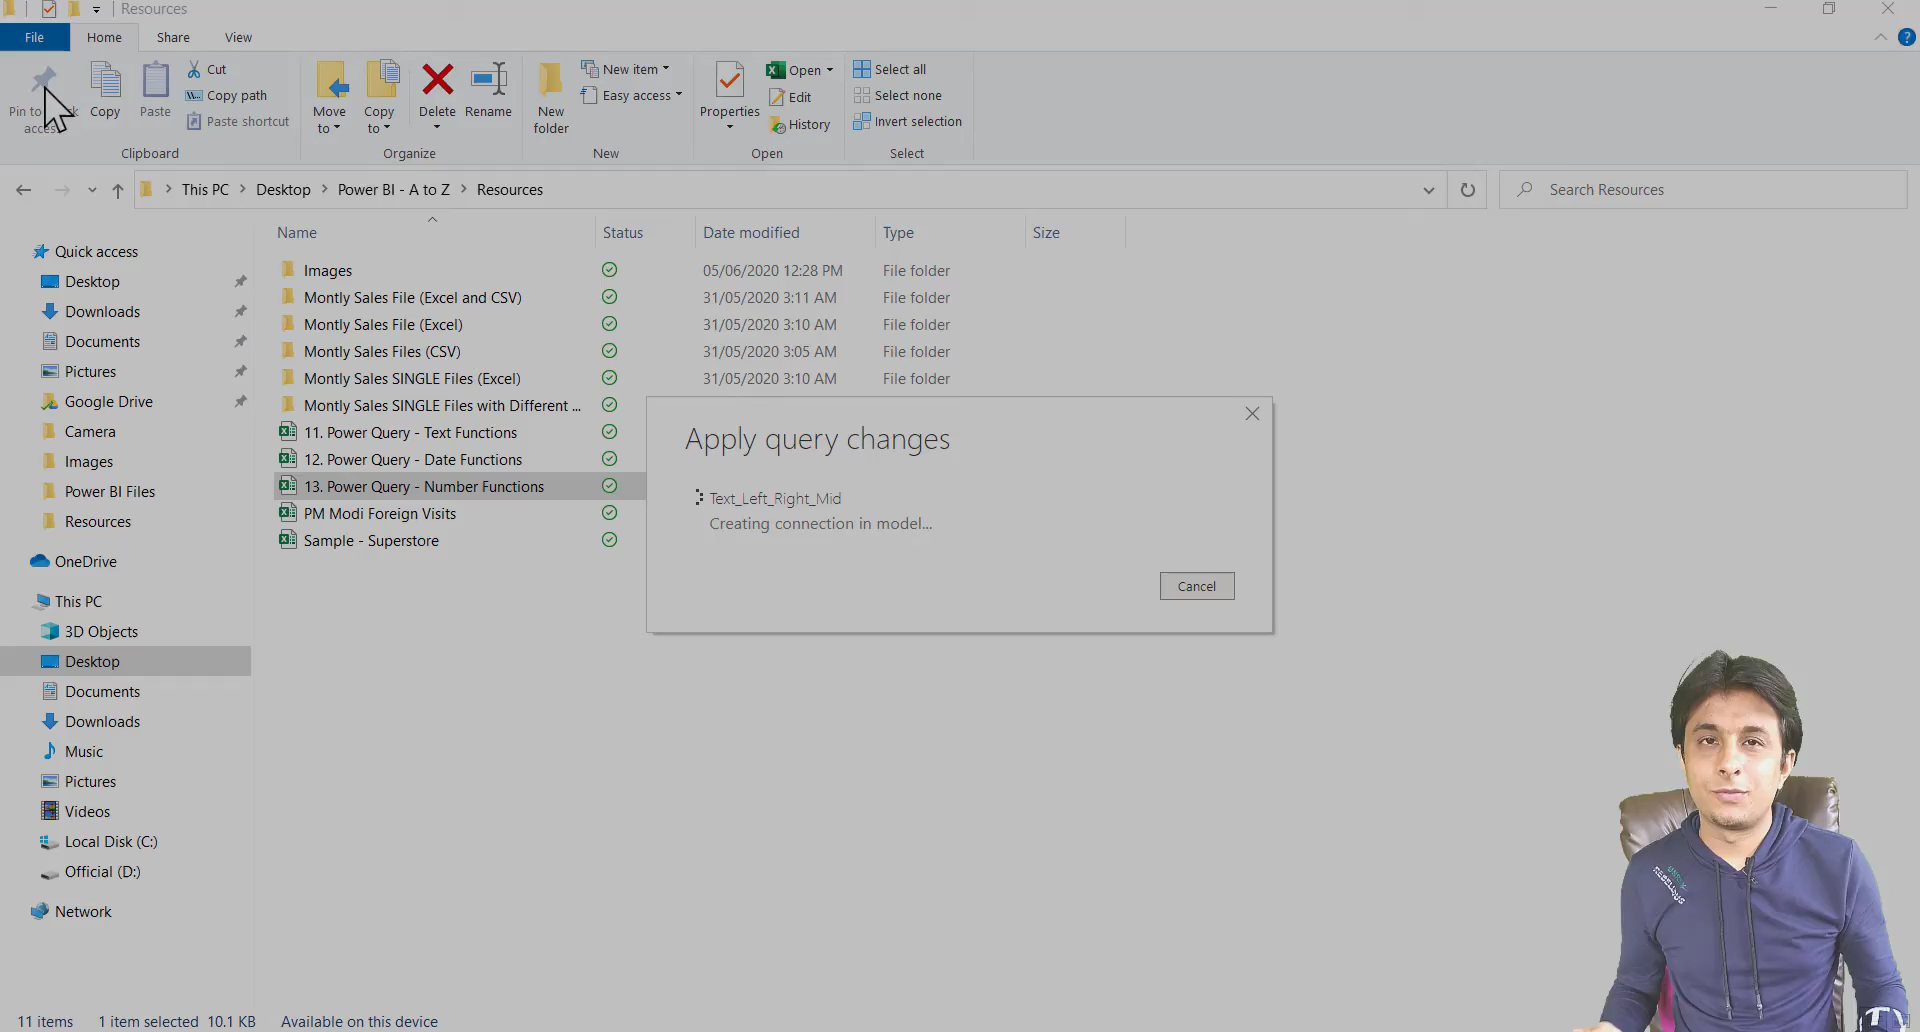 Resources
File
Home
Share
View
Pin to
access
Copy
Paste
Cut
Copy path
Paste shortcut
Clipboard
Move to
Copy to
Delete
Rename
Organize
New folder
New item
Easy access
New
Properties
Open
Edit
History
Open
Select all
Select none
Invert selection
Select
This PC > Desktop > Power BI - A to Z > Resources
Search Resources
Name Status Date modified Type Size
Images 05/06/2020 12:28 PM File folder
Montly Sales File (Excel and CSV) 31/05/2020 3:11 AM File folder
Montly Sales File (Excel) 31/05/2020 3:10 AM File folder
Montly Sales Files (CSV) 31/05/2020 3:05 AM File folder
Montly Sales SINGLE Files (Excel) 31/05/2020 3:10 AM File folder
Montly Sales SINGLE Files with Different ...
11. Power Query - Text Functions
12. Power Query - Date Functions
13. Power Query - Number Functions
PM Modi Foreign Visits
Sample - Superstore
Apply query changes
Text_Left_Right_Mid
Creating connection in model...
Cancel
Quick access
Desktop
Downloads
Documents
Pictures
Google Drive
Camera
Images
Power BI Files
Resources
OneDrive
This PC
3D Objects
Desktop
Documents
Downloads
Music
Pictures
Videos
Local Disk (C:)
Official (D:)
Network
11 items 1 item selected 10.1 KB Available on this device